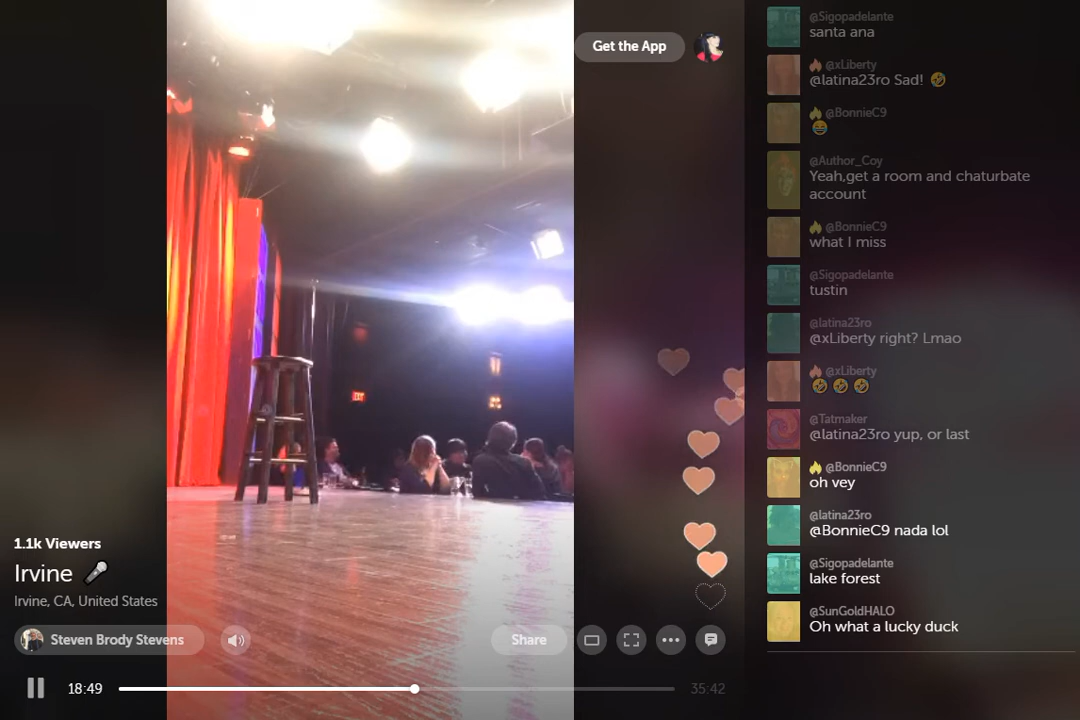 Get the App
EXIT
1.1k Viewers
Irvine 🎤
Irvine, CA, United States
Steven Brody Stevens
Share
18:49
35:42
@Sigopadelante
santa ana
@xLiberty
@latina23ro Sad! 🤣
@BonnieC9
😂
@Author_Coy
Yeah,get a room and chaturbate
account
@BonnieC9
what I miss
@Sigopadelante
tustin
@latina23ro
@xLiberty right? Lmao
@xLiberty
🤣 🤣 🤣
@Tatmaker
@latina23ro yup, or last
@BonnieC9
oh vey
@latina23ro
@BonnieC9 nada lol
@Sigopadelante
lake forest
@SunGoldHALO
Oh what a lucky duck